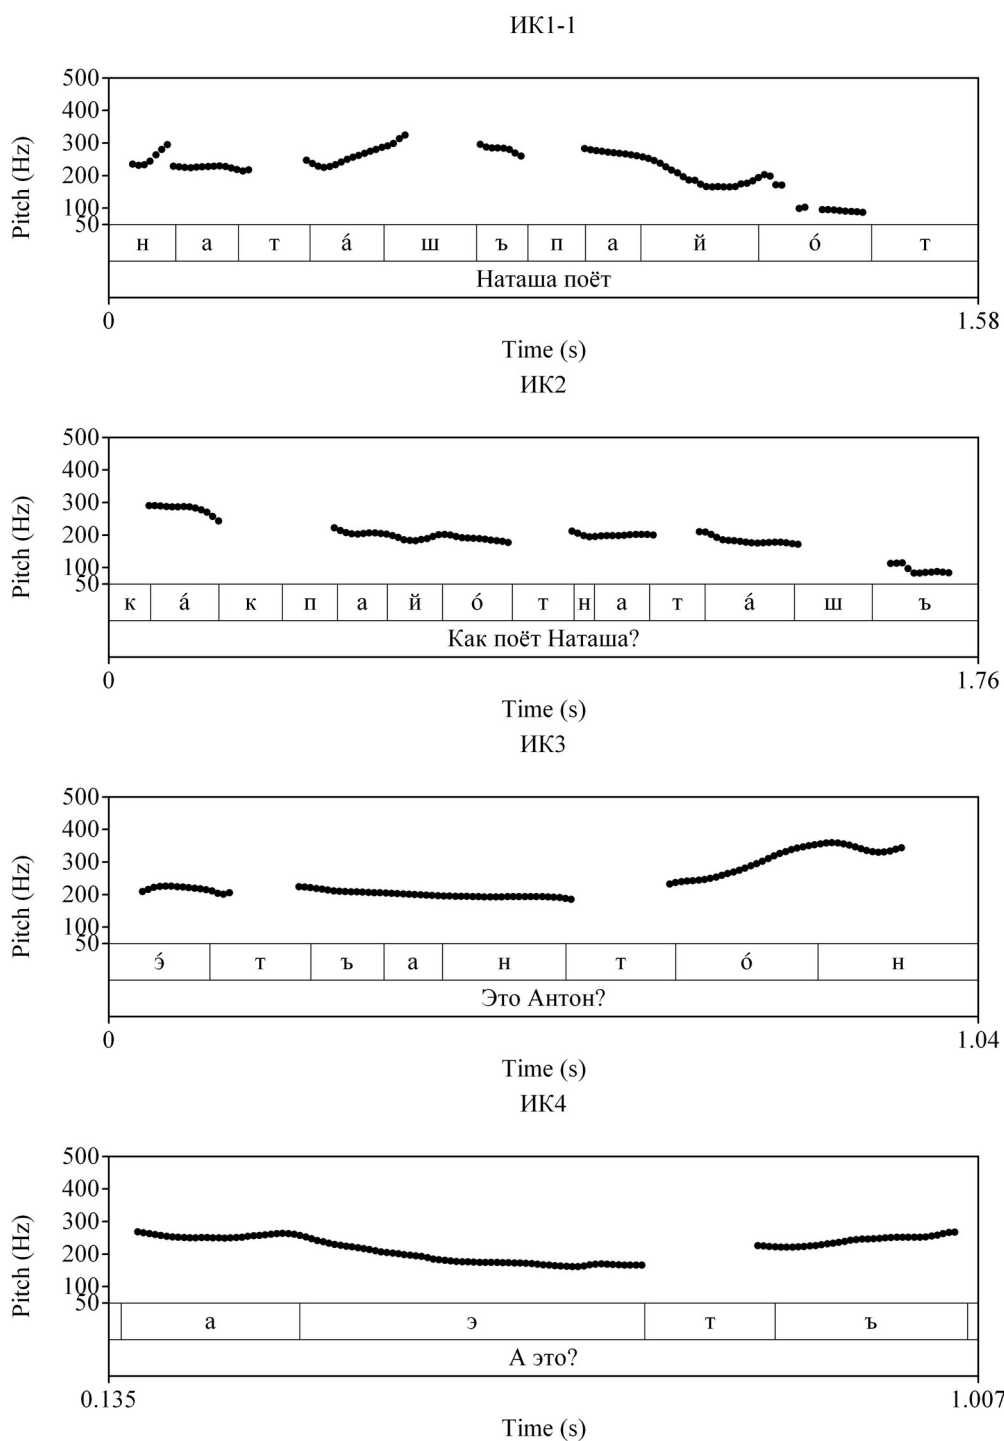 ИК1-1
500
400
300
200
100
50
Pitch (Hz)
н а т а́ ш ъ п а й о́ т
Наташа поёт
0 1.58
Time (s)
ИК2
500
400
300
200
100
50
Pitch (Hz)
к а́ к п а й о́ т н а т а́ ш ъ
Как поёт Наташа?
0 1.76
Time (s)
ИК3
500
400
300
200
100
50
Pitch (Hz)
э́ т ъ а н т о́ н
Это Антон?
0 1.04
Time (s)
ИК4
500
400
300
200
100
50
Pitch (Hz)
а э т ъ
А это?
0.135 1.007
Time (s)